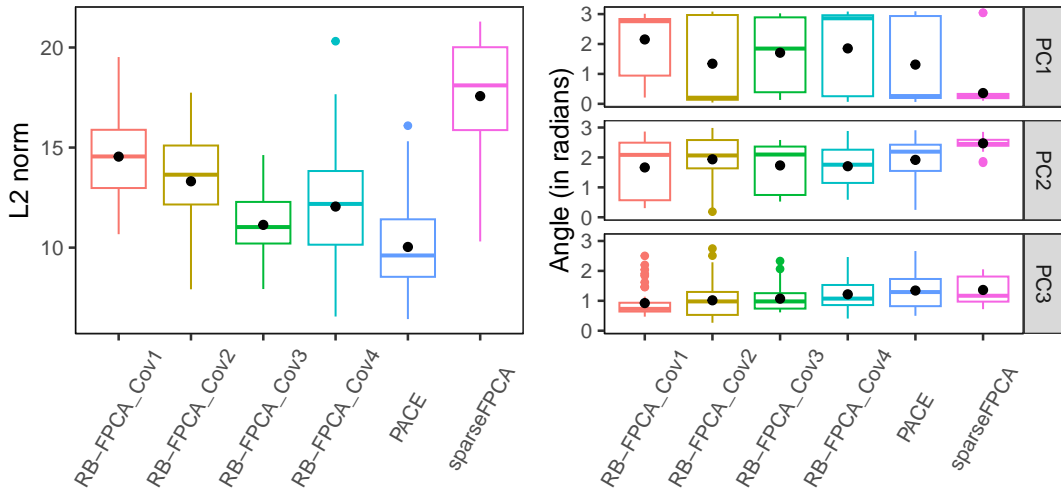 L2 norm
20
15
10
RB−FPCA_Cov1
RB−FPCA_Cov2
RB−FPCA_Cov3
RB−FPCA_Cov4
PACE
sparseFPCA
Angle (in radians)
3
2
1
0
PC1
3
2
1
0
PC2
3
2
1
0
PC3
RB−FPCA_Cov1
RB−FPCA_Cov2
RB−FPCA_Cov3
RB−FPCA_Cov4
PACE
sparseFPCA